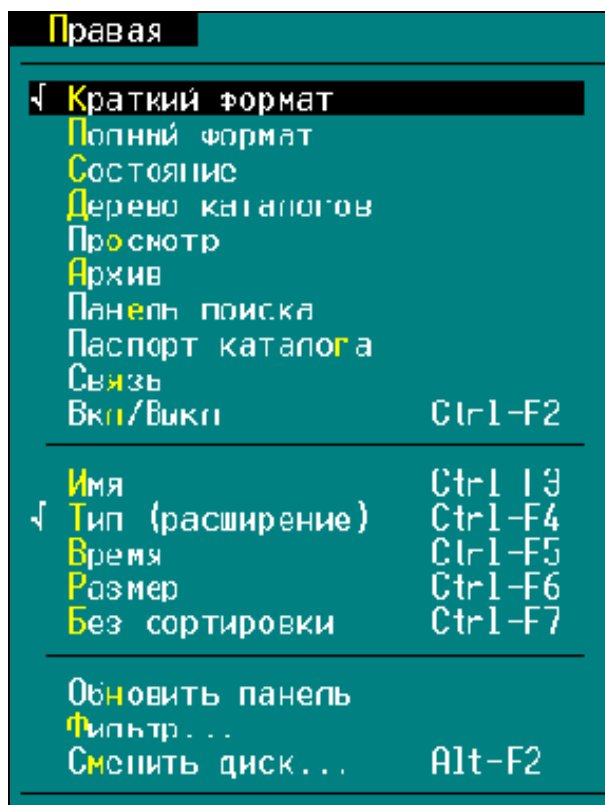 Правая
√ Краткий формат
Полный формат
Состояние
Дерево каталогов
Просмотр
Архив
Панель поиска
Паспорт каталога
Связь
Вкл/Выкл Ctrl-F2
Имя Ctrl-F3
√ Тип (расширение) Ctrl-F4
Время Ctrl-F5
Размер Ctrl-F6
Без сортировки Ctrl-F7
Обновить панель
Фильтр...
Сменить диск... Alt-F2